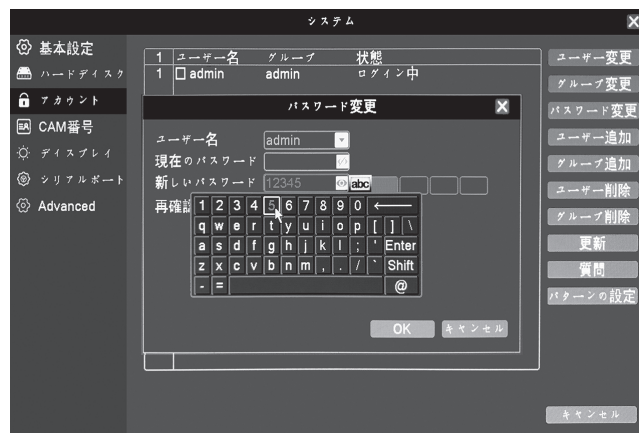 システム
基本設定
ハードディスク
アカウント
CAM番号
ディスプレイ
シリアルポート
Advanced
1 ユーザー名 グループ 状態
1 admin admin ログイン中
パスワード変更
ユーザー名 admin
現在のパスワード
新しいパスワード 12345 abc
再確認
1 2 3 4 5 6 7 8 9 0 ←
q w e r t y u i o p [ ] \
a s d f g h j k l ; ' Enter
z x c v b n m , . / ` Shift
- = @
OK キャンセル
ユーザー変更
グループ変更
パスワード変更
ユーザー追加
グループ追加
ユーザー削除
グループ削除
更新
質問
パターンの設定
キャンセル